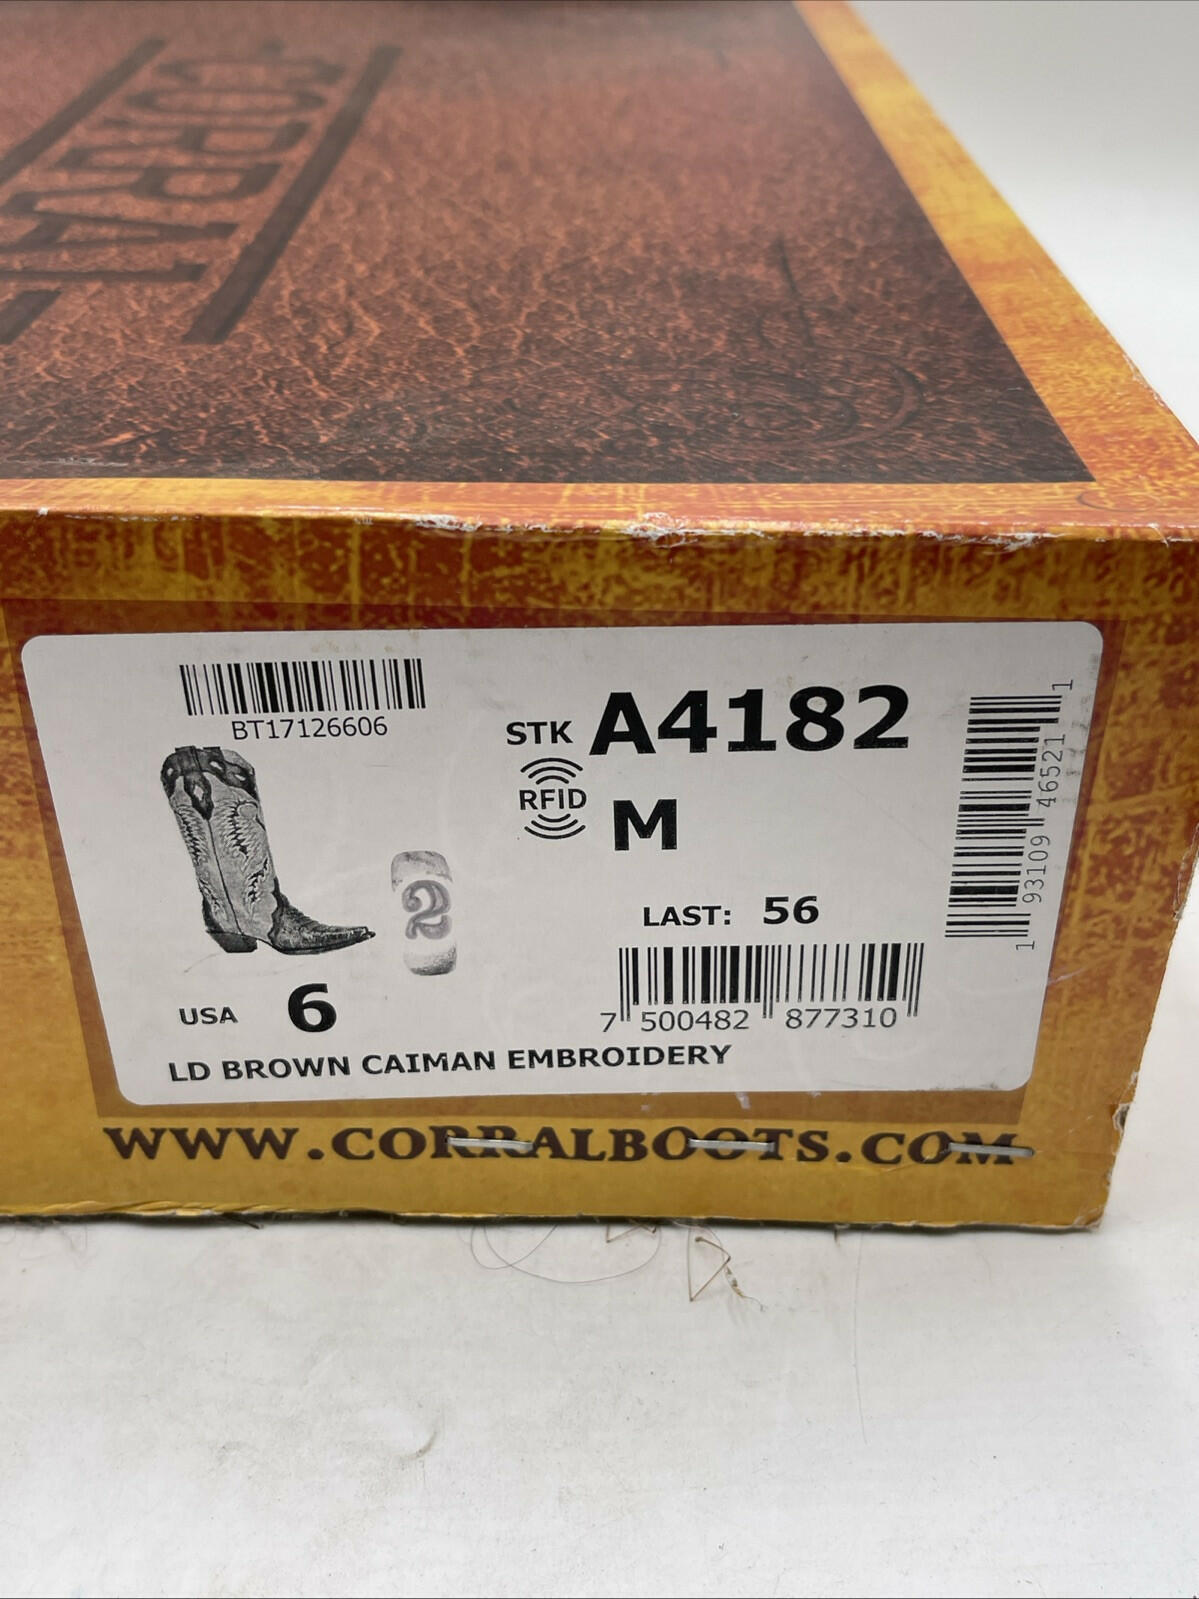 CORRAL
BT17126606
STK A4182
RFID
M
2
LAST: 56
USA 6
7 500482 877310
1 93109 46521 1
LD BROWN CAIMAN EMBROIDERY
WWW.CORRALBOOTS.COM